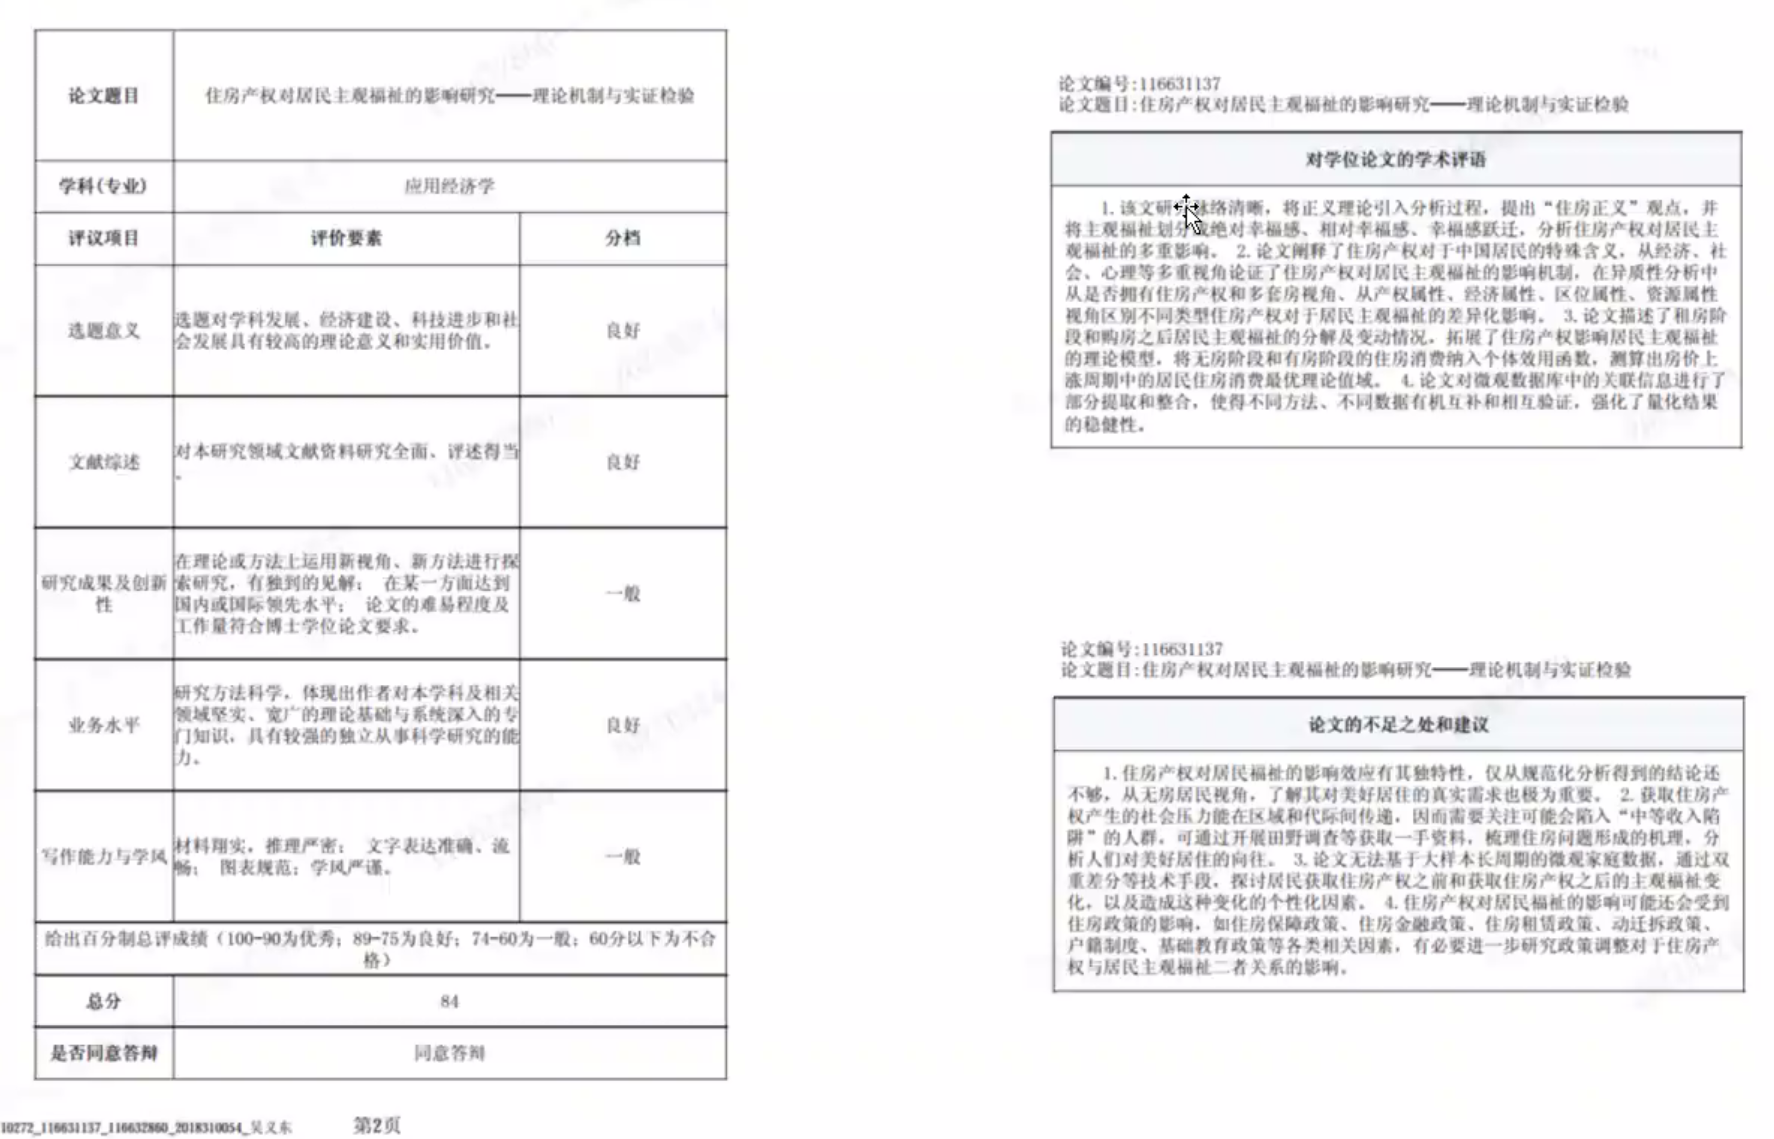 论文题目
住房产权对居民主观福祉的影响研究——理论机制与实证检验
学科(专业)
应用经济学
评议项目
评价要素
分档
选题意义
选题对学科发展、经济建设、科技进步和社
会发展具有较高的理论意义和实用价值。
良好
文献综述
对本研究领域文献资料研究全面、评述得当
。
良好
研究成果及创新
性
在理论或方法上运用新视角、新方法进行探
索研究，有独到的见解； 在某一方面达到
国内或国际领先水平； 论文的难易程度及
工作量符合博士学位论文要求。
一般
业务水平
研究方法科学，体现出作者对本学科及相关
领域坚实、宽广的理论基础与系统深入的专
门知识，具有较强的独立从事科学研究的能
力。
良好
写作能力与学风
材料翔实，推理严密； 文字表达准确、流
畅； 图表规范；学风严谨。
一般
给出百分制总评成绩（100-90为优秀；89-75为良好；74-60为一般；60分以下为不合
格）
总分
84
是否同意答辩
同意答辩
10272_116631137_116632860_2018310054_吴义东
第2页
论文编号:116631137
论文题目:住房产权对居民主观福祉的影响研究——理论机制与实证检验
对学位论文的学术评语
1.该文研 脉络清晰，将正义理论引入分析过程，提出“住房正义”观点，并
将主观福祉划分 绝对幸福感、相对幸福感、幸福感跃迁，分析住房产权对居民主
观福祉的多重影响。 2.论文阐释了住房产权对于中国居民的特殊含义，从经济、社
会、心理等多重视角论证了住房产权对居民主观福祉的影响机制，在异质性分析中
从是否拥有住房产权和多套房视角、从产权属性、经济属性、区位属性、资源属性
视角区别不同类型住房产权对于居民主观福祉的差异化影响。 3.论文描述了租房阶
段和购房之后居民主观福祉的分解及变动情况，拓展了住房产权影响居民主观福祉
的理论模型，将无房阶段和有房阶段的住房消费纳入个体效用函数，测算出房价上
涨周期中的居民住房消费最优理论值域。 4.论文对微观数据库中的关联信息进行了
部分提取和整合，使得不同方法、不同数据有机互补和相互验证，强化了量化结果
的稳健性。
论文编号:116631137
论文题目:住房产权对居民主观福祉的影响研究——理论机制与实证检验
论文的不足之处和建议
1.住房产权对居民福祉的影响效应有其独特性，仅从规范化分析得到的结论还
不够，从无房居民视角，了解其对美好居住的真实需求也极为重要。 2.获取住房产
权产生的社会压力能在区域和代际间传递，因而需要关注可能会陷入“中等收入陷
阱”的人群，可通过开展田野调查等获取一手资料，梳理住房问题形成的机理，分
析人们对美好居住的向往。 3.论文无法基于大样本长周期的微观家庭数据，通过双
重差分等技术手段，探讨居民获取住房产权之前和获取住房产权之后的主观福祉变
化，以及造成这种变化的个性化因素。 4.住房产权对居民福祉的影响可能还会受到
住房政策的影响，如住房保障政策、住房金融政策、住房租赁政策、动迁拆政策、
户籍制度、基础教育政策等各类相关因素，有必要进一步研究政策调整对于住房产
权与居民主观福祉二者关系的影响。